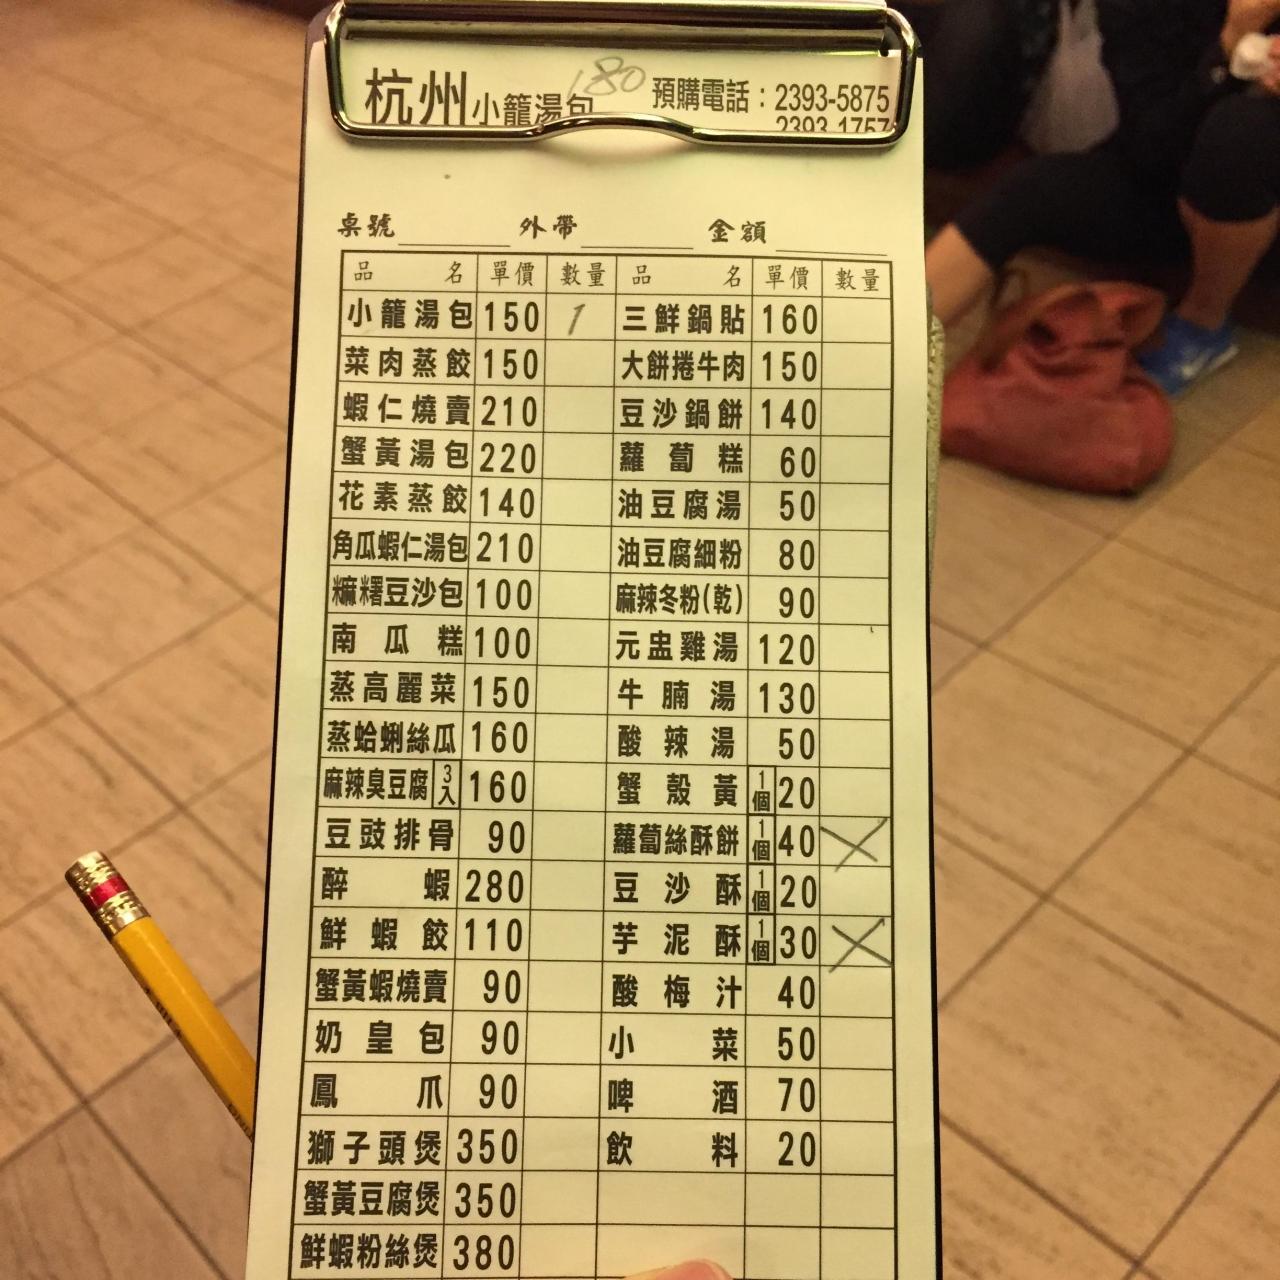 杭州小籠湯包 180 預購電話：2393-5875
2393-1757
桌號 外帶 金額
品名 單價 數量 品名 單價 數量
小籠湯包 150 1 三鮮鍋貼 160
菜肉蒸餃 150 大餅捲牛肉 150
蝦仁燒賣 210 豆沙鍋餅 140
蟹黃湯包 220 蘿蔔糕 60
花素蒸餃 140 油豆腐湯 50
角瓜蝦仁湯包 210 油豆腐細粉 80
糜糬豆沙包 100 麻辣冬粉(乾) 90
南瓜糕 100 元盅雞湯 120
蒸高麗菜 150 牛腩湯 130
蒸蛤蜊絲瓜 160 酸辣湯 50
麻辣臭豆腐 3入 160 蟹殼黃 1個 20
豆豉排骨 90 蘿蔔絲酥餅 1個 40
醉蝦 280 豆沙酥 1個 20
鮮蝦餃 110 芋泥酥 1個 30
蟹黃蝦燒賣 90 酸梅汁 40
奶皇包 90 小菜 50
鳳爪 90 啤酒 70
獅子頭煲 350 飲料 20
蟹黃豆腐煲 350
鮮蝦粉絲煲 380